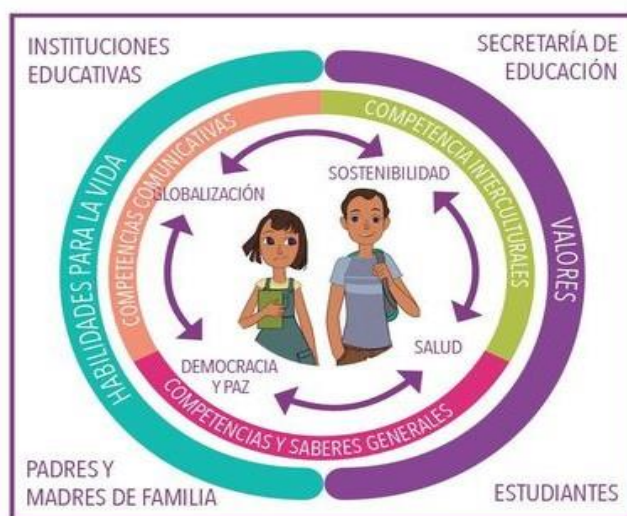 INSTITUCIONES
EDUCATIVAS
SECRETARÍA DE
EDUCACIÓN
HABILIDADES PARA LA VIDA
VALORES
COMPETENCIAS COMUNICATIVAS
COMPETENCIA INTERCULTURALES
COMPETENCIAS Y SABERES GENERALES
GLOBALIZACIÓN
SOSTENIBILIDAD
DEMOCRACIA
Y PAZ
SALUD
PADRES Y
MADRES DE FAMILIA
ESTUDIANTES